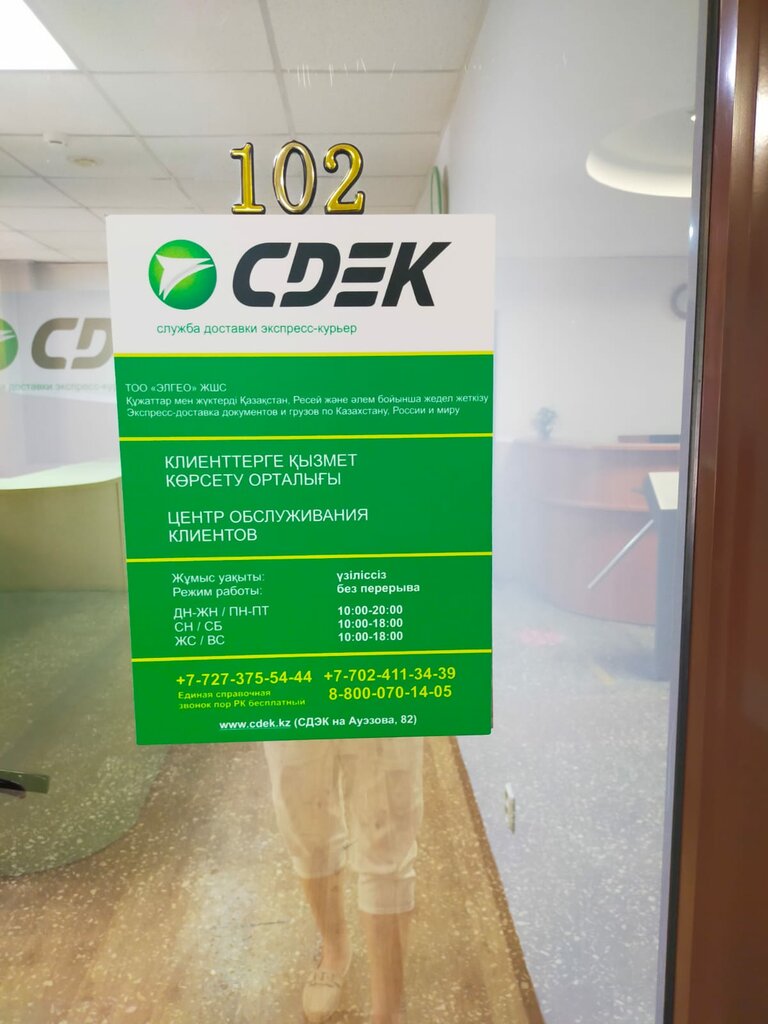 102
CDEK
служба доставки экспресс-курьер
CD
доставки экспресс-ку
ТОО «ЭЛГЕО» ЖШС
Құжаттар мен жүктерді Қазақстан, Ресей және әлем бойынша жедел жеткізу
Экспресс-доставка документов и грузов по Казахстану, России и миру
КЛИЕНТТЕРГЕ ҚЫЗМЕТ
КӨРСЕТУ ОРТАЛЫҒЫ
ЦЕНТР ОБСЛУЖИВАНИЯ
КЛИЕНТОВ
Жұмыс уақыты: үзіліссіз
Режим работы: без перерыва
ДН-ЖН / ПН-ПТ 10:00-20:00
СН / СБ 10:00-18:00
ЖС / ВС 10:00-18:00
+7-727-375-54-44 +7-702-411-34-39
Единая справочная 8-800-070-14-05
звонок пор РК бесплатный
www.cdek.kz (СДЭК на Ауэзова, 82)